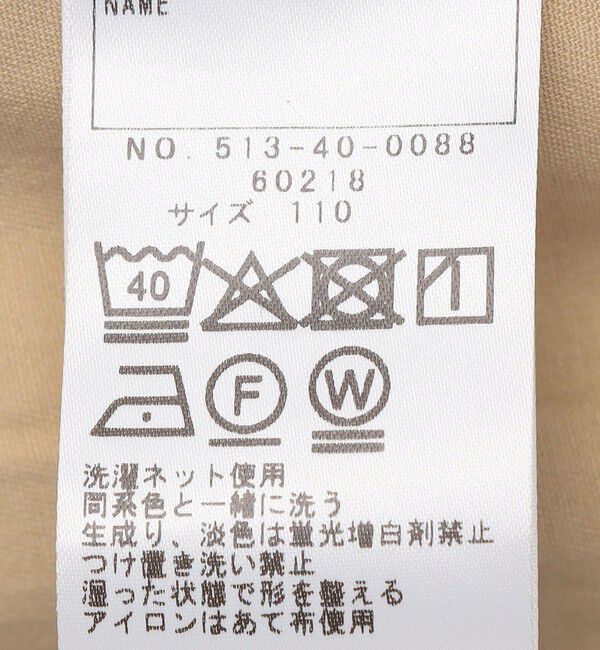 NAME
NO. 513-40-0088
60218
サイズ 110
40
F W
洗濯ネット使用
同系色と一緒に洗う
生成り、淡色は蛍光増白剤禁止
つけ置き洗い禁止
湿った状態で形を整える
アイロンはあて布使用